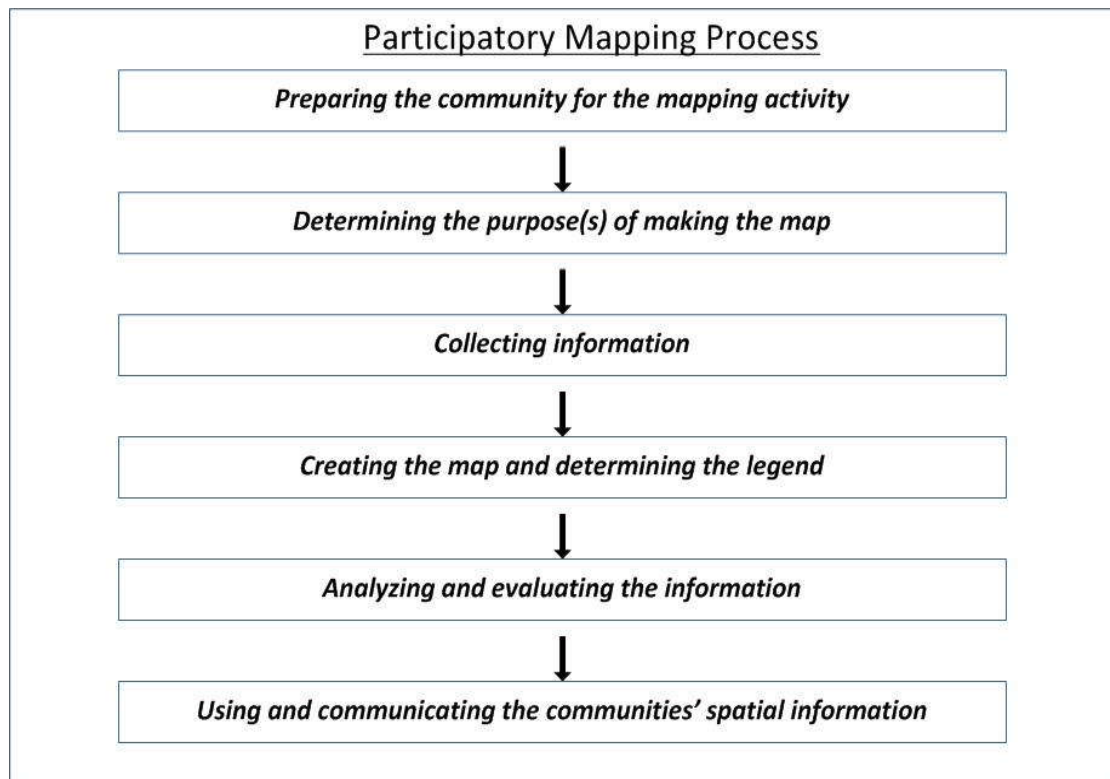 Participatory Mapping Process
Preparing the community for the mapping activity
Determining the purpose(s) of making the map
Collecting information
Creating the map and determining the legend
Analyzing and evaluating the information
Using and communicating the communities’ spatial information